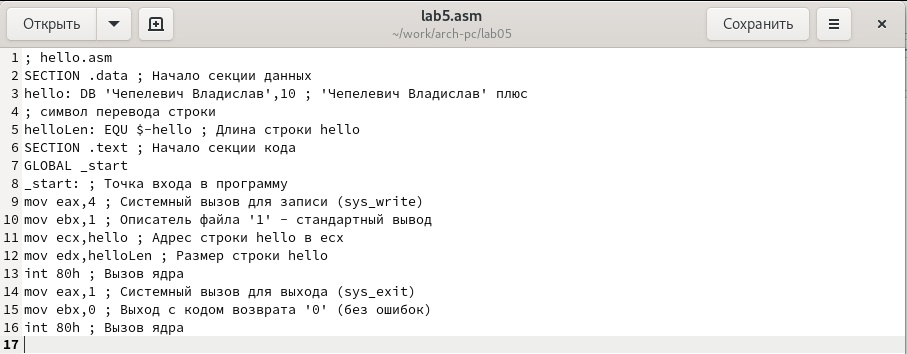 Открыть
lab5.asm
~/work/arch-pc/lab05
Сохранить
1 ; hello.asm
2 SECTION .data ; Начало секции данных
3 hello: DB 'Чепелевич Владислав',10 ; 'Чепелевич Владислав' плюс
4 ; символ перевода строки
5 helloLen: EQU $-hello ; Длина строки hello
6 SECTION .text ; Начало секции кода
7 GLOBAL _start
8 _start: ; Точка входа в программу
9 mov eax,4 ; Системный вызов для записи (sys_write)
10 mov ebx,1 ; Описатель файла '1' - стандартный вывод
11 mov ecx,hello ; Адрес строки hello в ecx
12 mov edx,helloLen ; Размер строки hello
13 int 80h ; Вызов ядра
14 mov eax,1 ; Системный вызов для выхода (sys_exit)
15 mov ebx,0 ; Выход с кодом возврата '0' (без ошибок)
16 int 80h ; Вызов ядра
17